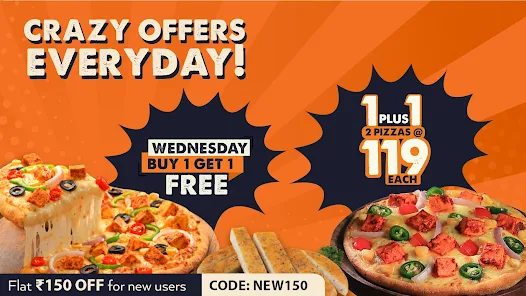 CRAZY OFFERS
EVERYDAY!
WEDNESDAY
BUY 1 GET 1
FREE
1 PLUS 1
2 PIZZAS @
119
EACH
Flat ₹150 OFF for new users
CODE: NEW150